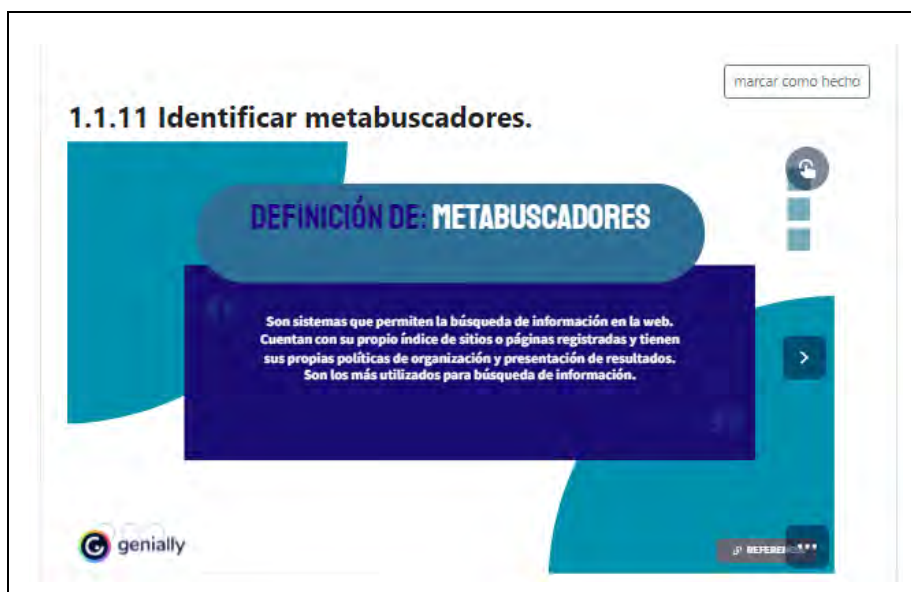 marcar como hecho
1.1.11 Identificar metabuscadores.
DEFINICIÓN DE: METABUSCADORES
Son sistemas que permiten la búsqueda de información en la web.
Cuentan con su propio índice de sitios o páginas registradas y tienen
sus propias políticas de organización y presentación de resultados.
Son los más utilizados para búsqueda de información.
genially